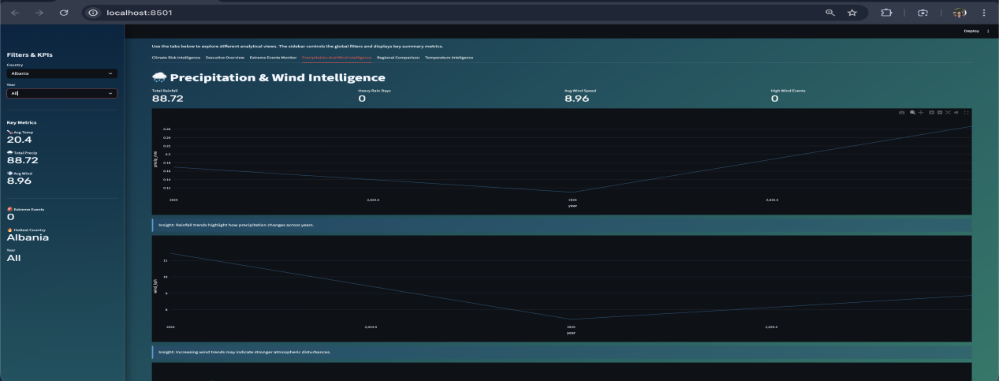 localhost:8501
Deploy
Filters & KPIs
Country
Albania
Year
All
Key Metrics
Avg Temp
20.4
Total Precip
88.72
Avg Wind
8.96
Extreme Events
0
Hottest Country
Albania
Year
All
Use the tabs below to explore different analytical views. The sidebar controls the global filters and displays key summary metrics.
Climate Risk Intelligence Executive Overview Extreme Events Monitor Precipitation And Wind Intelligence Regional Comparison Temperature Inteligence
Precipitation & Wind Intelligence
Total Rainfall Heavy Rain Days Avg Wind Speed High Wind Events
88.72 0 8.96 0
0.26
0.24
0.22
0.2
0.18
0.16
0.14
0.12
precip_mm
2024 2,024.5 2025 2,025.5
year
Insight: Rainfall trends highlight how precipitation changes across years.
11
10
9
8
wind_kph
2024 2,024.5 2025 2,025.5
year
Insight: Increasing wind trends may indicate stronger atmospheric disturbances.